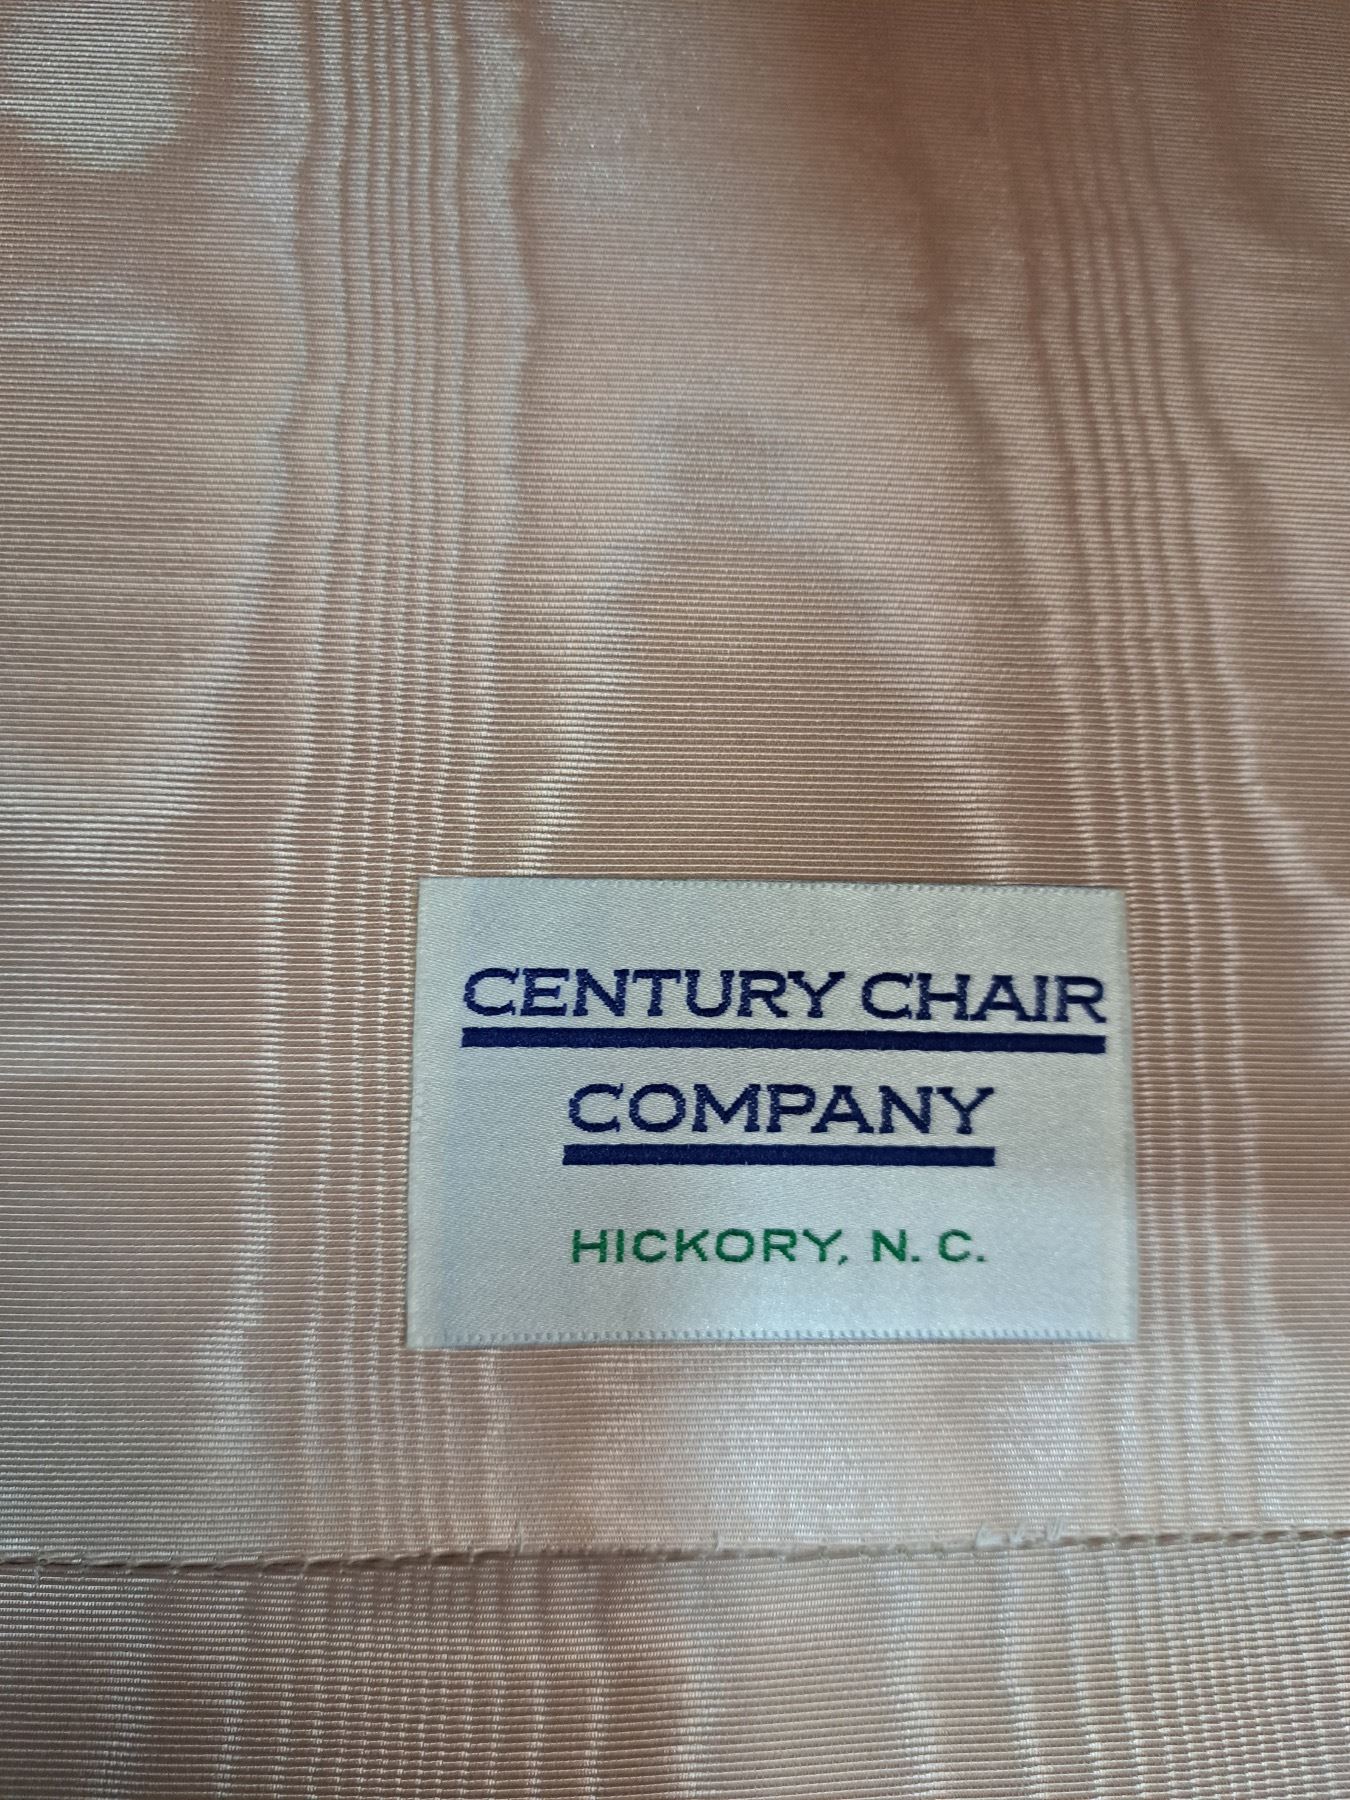 CENTURY CHAIR
COMPANY
HICKORY, N. C.